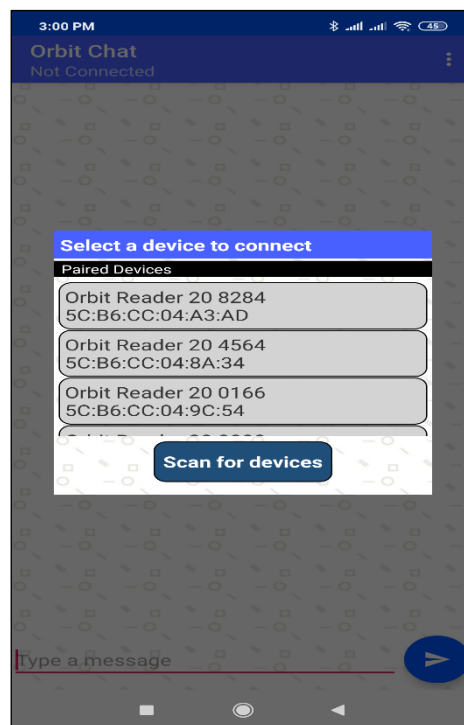 3:00 PM
45
Orbit Chat
Not Connected
Select a device to connect
Paired Devices
Orbit Reader 20 8284
5C:B6:CC:04:A3:AD
Orbit Reader 20 4564
5C:B6:CC:04:8A:34
Orbit Reader 20 0166
5C:B6:CC:04:9C:54
Scan for devices
Type a message